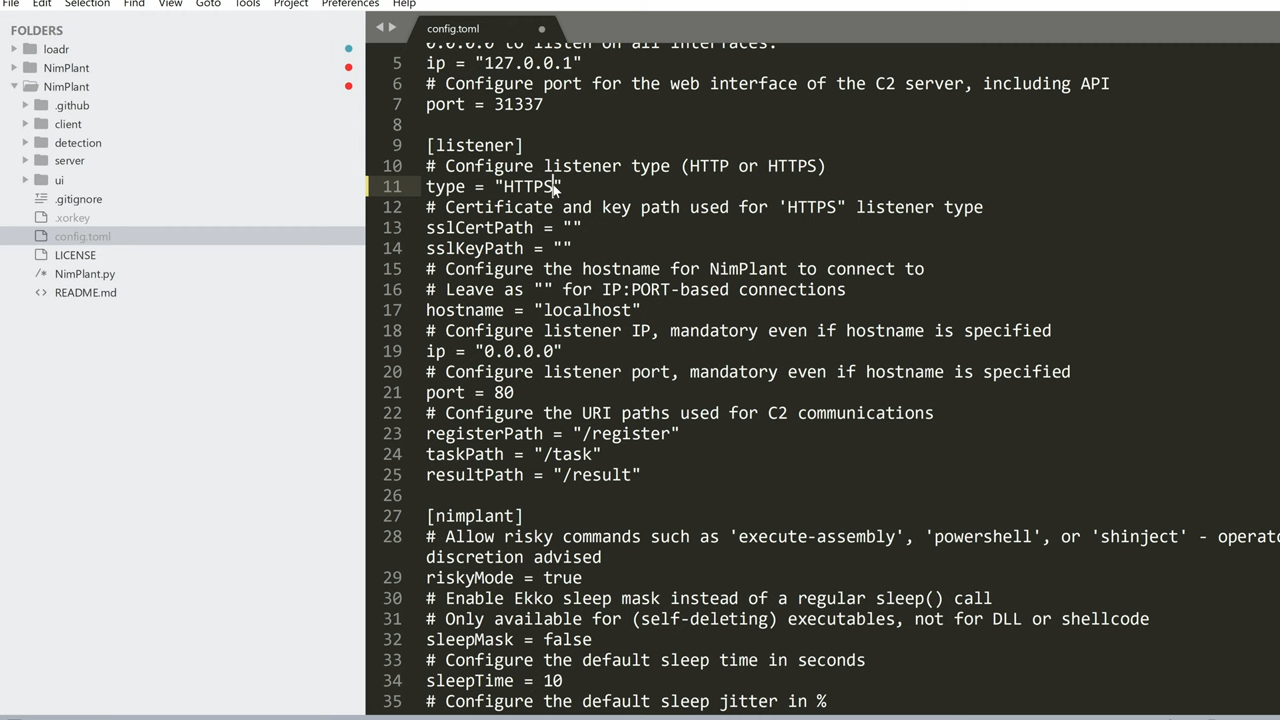 File Edit Selection Find View Goto Tools Project Preferences Help
FOLDERS
loadr
NimPlant
NimPlant
.github
client
detection
server
ui
.gitignore
.xorkey
config.toml
LICENSE
NimPlant.py
README.md
config.toml
0.0.0.0 to listen on all interfaces.
5 ip = "127.0.0.1"
6 # Configure port for the web interface of the C2 server, including API
7 port = 31337
8
9 [listener]
10 # Configure listener type (HTTP or HTTPS)
11 type = "HTTPS"
12 # Certificate and key path used for 'HTTPS" listener type
13 sslCertPath = ""
14 sslKeyPath = ""
15 # Configure the hostname for NimPlant to connect to
16 # Leave as "" for IP:PORT-based connections
17 hostname = "localhost"
18 # Configure listener IP, mandatory even if hostname is specified
19 ip = "0.0.0.0"
20 # Configure listener port, mandatory even if hostname is specified
21 port = 80
22 # Configure the URI paths used for C2 communications
23 registerPath = "/register"
24 taskPath = "/task"
25 resultPath = "/result"
26
27 [nimplant]
28 # Allow risky commands such as 'execute-assembly', 'powershell', or 'shinject' - operato
discretion advised
29 riskyMode = true
30 # Enable Ekko sleep mask instead of a regular sleep() call
31 # Only available for (self-deleting) executables, not for DLL or shellcode
32 sleepMask = false
33 # Configure the default sleep time in seconds
34 sleepTime = 10
35 # Configure the default sleep jitter in %